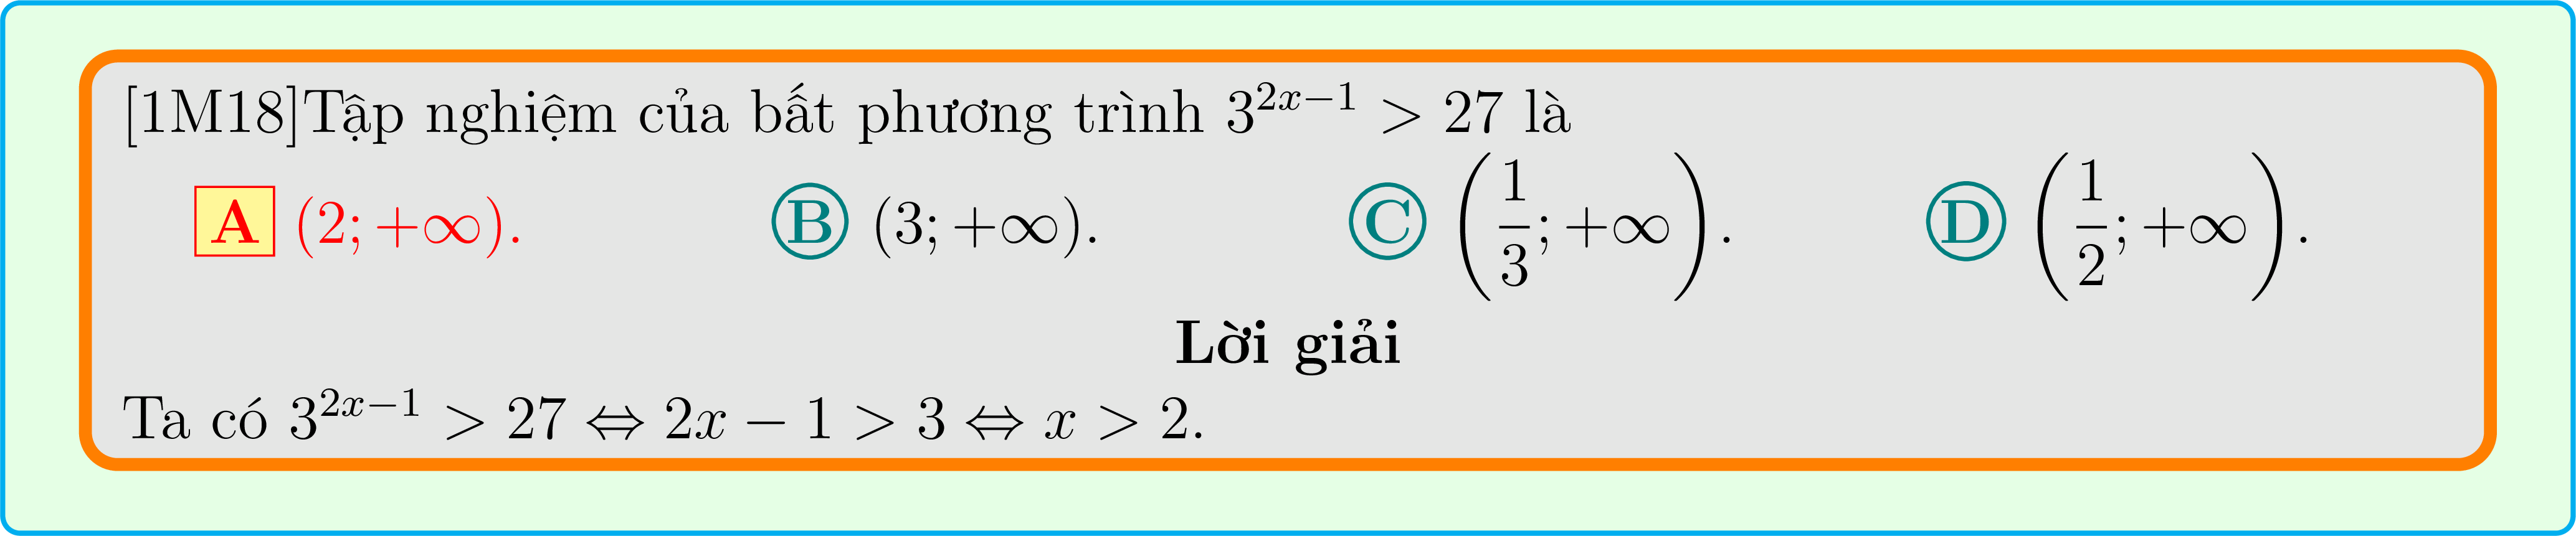 [1M18]Tập nghiệm của bất phương trình $3^{2x-1} > 27$ là
A $(2; +\infty)$. B $(3; +\infty)$. C $\left(\dfrac{1}{3}; +\infty\right)$. D $\left(\dfrac{1}{2}; +\infty\right)$.
Lời giải
Ta có $3^{2x-1} > 27 \Leftrightarrow 2x - 1 > 3 \Leftrightarrow x > 2$.